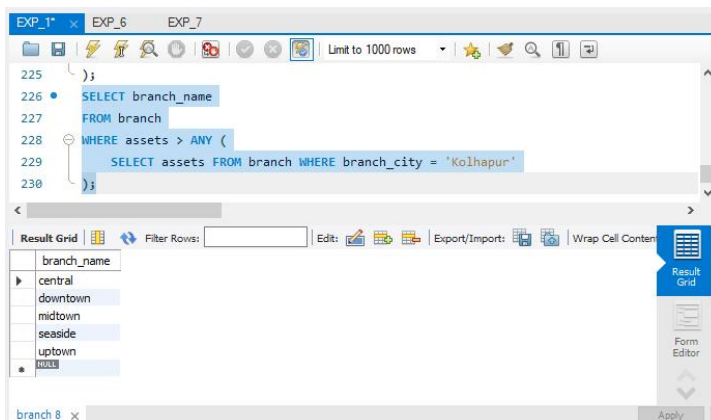 EXP_1* × EXP_6 EXP_7
Limit to 1000 rows
225 );
226 SELECT branch_name
227 FROM branch
228 WHERE assets > ANY (
229 SELECT assets FROM branch WHERE branch_city = 'Kolhapur'
230 );
Result Grid Filter Rows: Edit: Export/Import: Wrap Cell Conten
branch_name
central
downtown
midtown
seaside
uptown
NULL
Result
Grid
Form
Editor
branch 8 × Apply